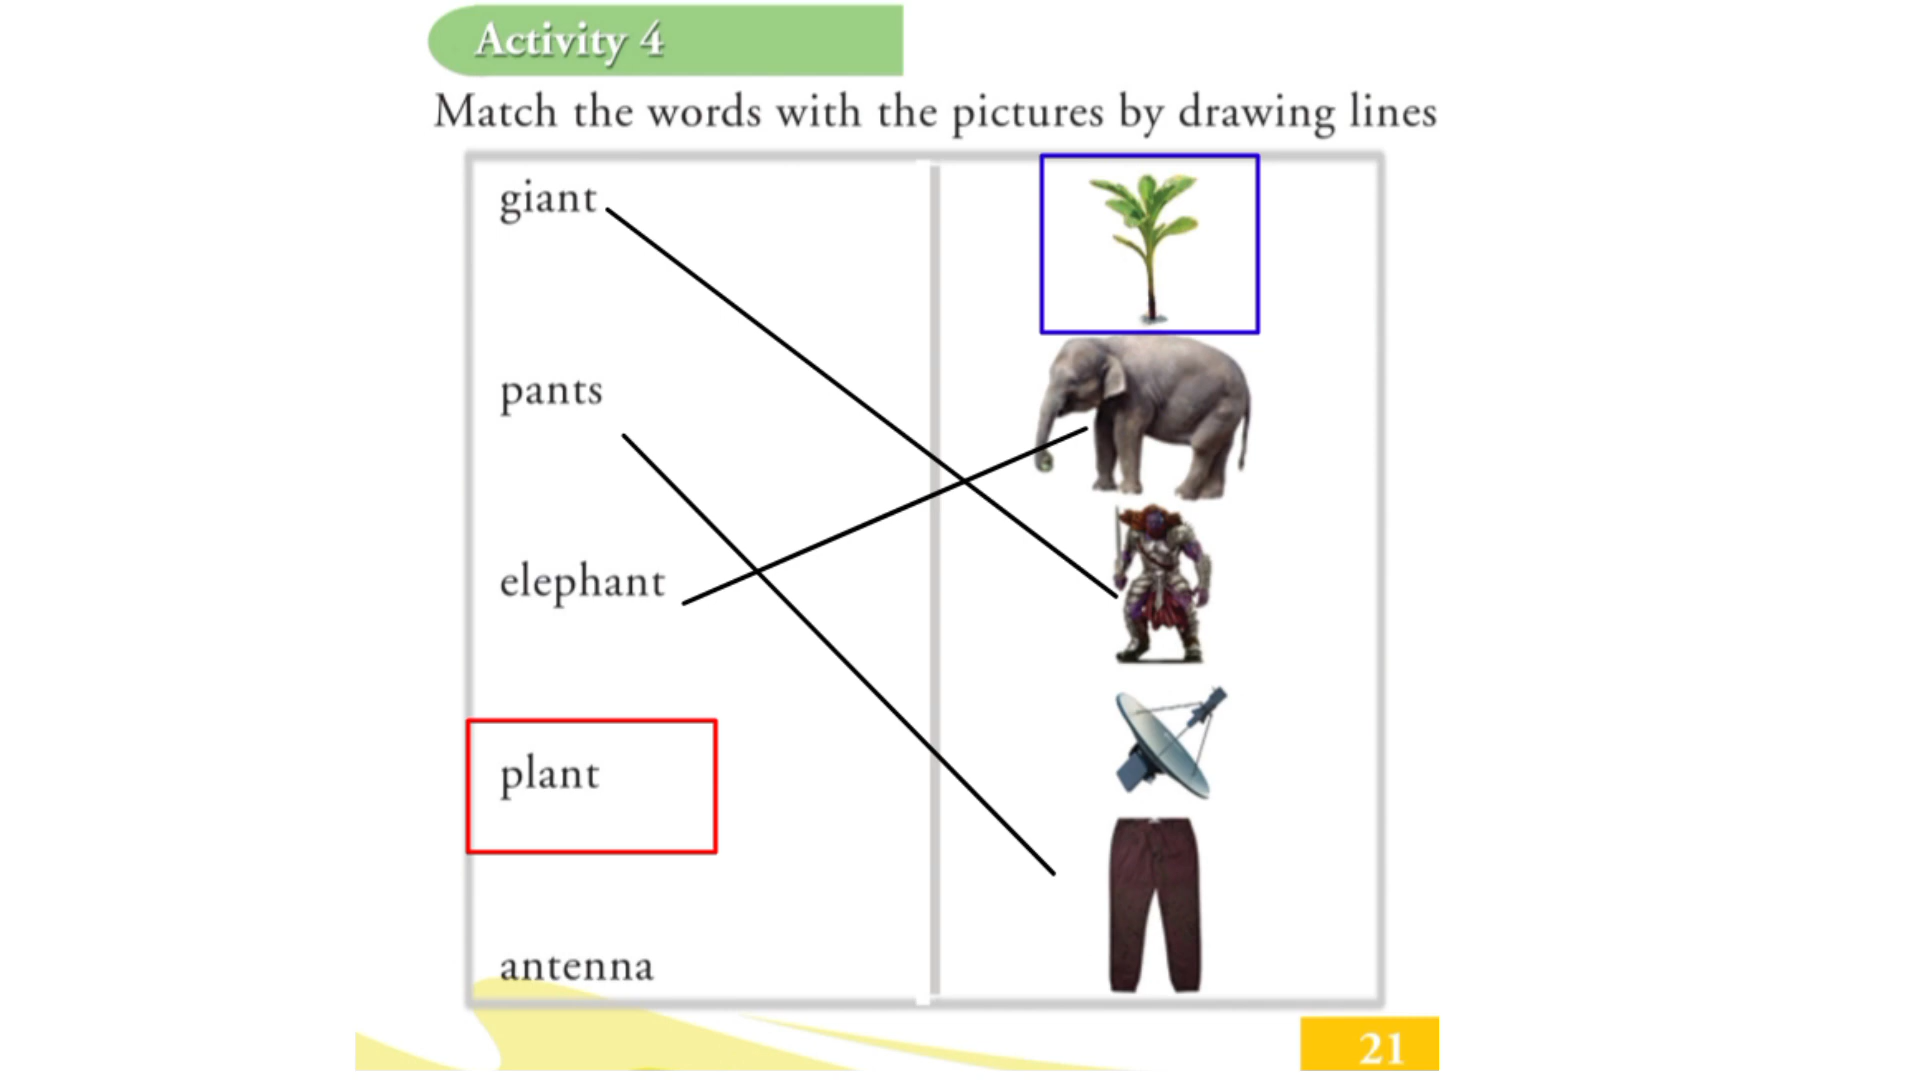 Activity 4
Match the words with the pictures by drawing lines
giant
pants
elephant
plant
antenna
21